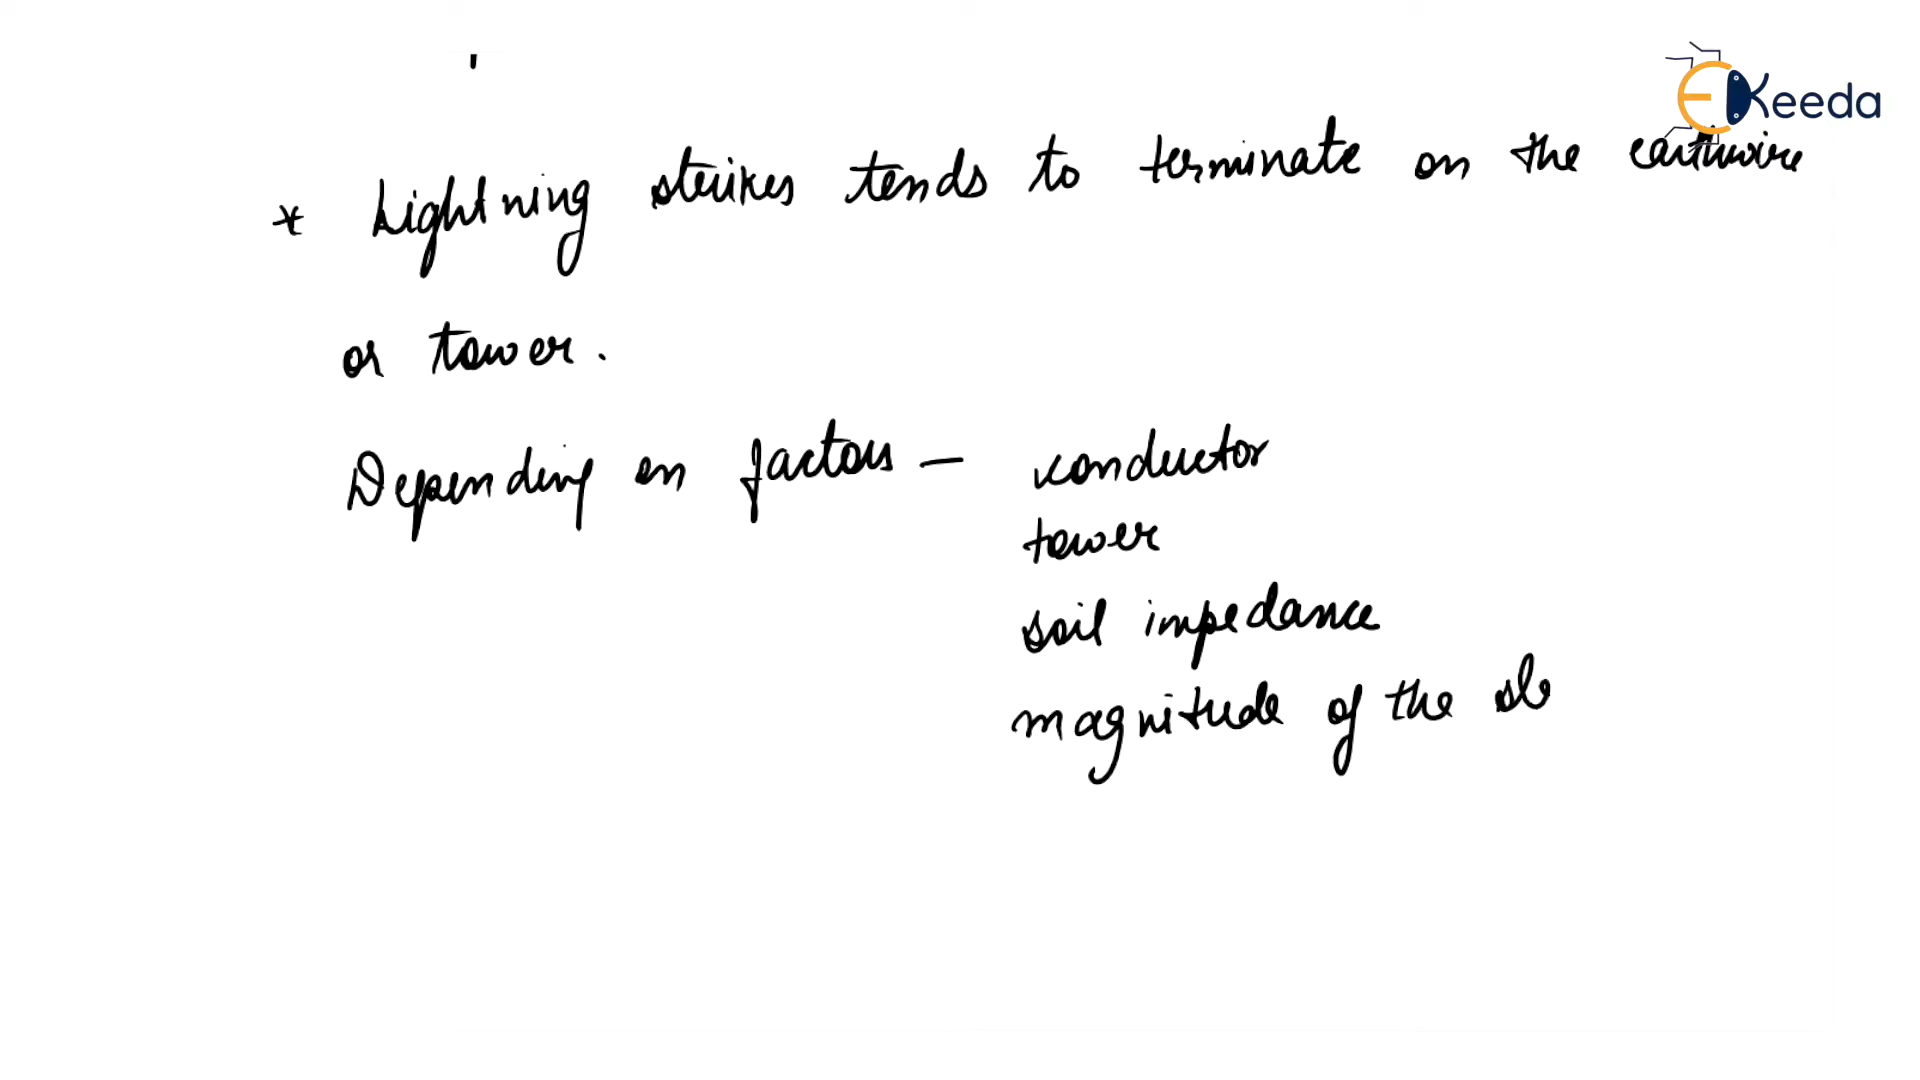 EKeeda
* Lightning strikes tends to terminate on the earthwire
or tower.
Depending on factors – conductor
tower
soil impedance
magnitude of the